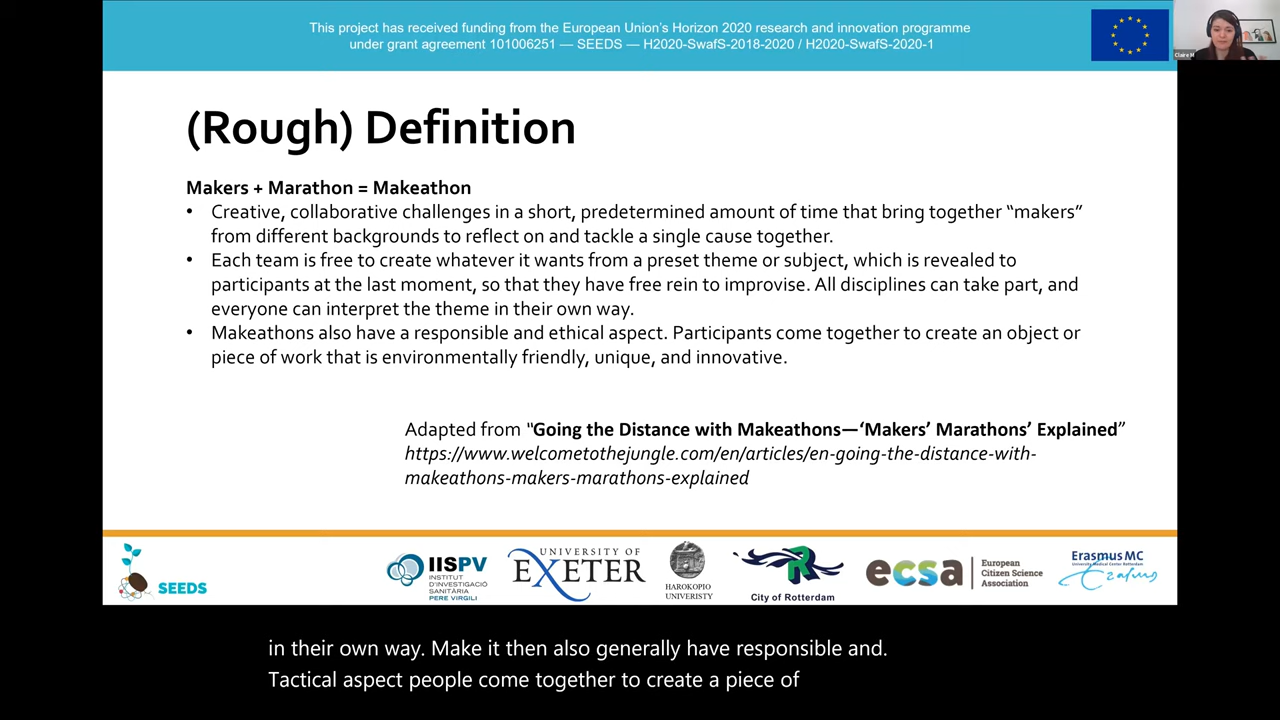 This project has received funding from the European Union's Horizon 2020 research and innovation programme
under grant agreement 101006251 — SEEDS — H2020-SwafS-2018-2020 / H2020-SwafS-2020-1
Claire M
(Rough) Definition
Makers + Marathon = Makeathon
• Creative, collaborative challenges in a short, predetermined amount of time that bring together “makers”
from different backgrounds to reflect on and tackle a single cause together.
• Each team is free to create whatever it wants from a preset theme or subject, which is revealed to
participants at the last moment, so that they have free rein to improvise. All disciplines can take part, and
everyone can interpret the theme in their own way.
• Makeathons also have a responsible and ethical aspect. Participants come together to create an object or
piece of work that is environmentally friendly, unique, and innovative.
Adapted from “Going the Distance with Makeathons—‘Makers’ Marathons’ Explained”
https://www.welcometothejungle.com/en/articles/en-going-the-distance-with-
makeathons-makers-marathons-explained
SEEDS
IISPV
INSTITUT
D'INVESTIGACIÓ
SANITÀRIA
PERE VIRGILI
UNIVERSITY OF
EXETER
HAROKOPIO
UNIVERISTY
R
City of Rotterdam
ecsa
European
Citizen Science
Association
Erasmus MC
University Medical Center Rotterdam
Erasmus
in their own way. Make it then also generally have responsible and.
Tactical aspect people come together to create a piece of